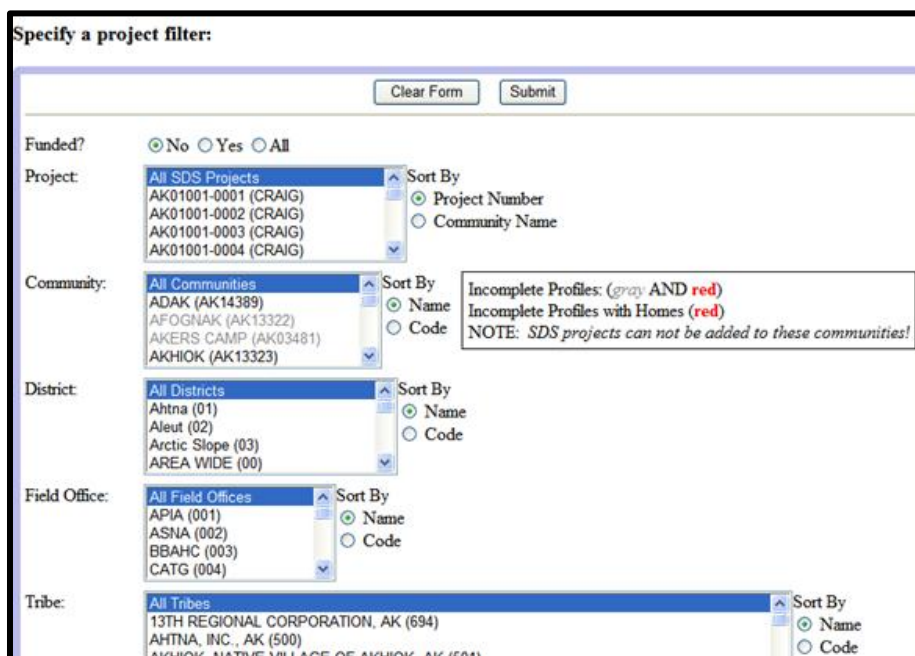 Specify a project filter:
Clear Form Submit
Funded? No Yes All
Project: All SDS Projects Sort By
AK01001-0001 (CRAIG) Project Number
AK01001-0002 (CRAIG) Community Name
AK01001-0003 (CRAIG)
AK01001-0004 (CRAIG)
Community: All Communities Sort By
ADAK (AK14389) Name
AFOGNAK (AK13322) Code
AKERS CAMP (AK03481)
AKHIOK (AK13323)
Incomplete Profiles: (gray AND red)
Incomplete Profiles with Homes (red)
NOTE: SDS projects can not be added to these communities!
District: All Districts Sort By
Ahtna (01) Name
Aleut (02) Code
Arctic Slope (03)
AREA WIDE (00)
Field Office: All Field Offices Sort By
APIA (001) Name
ASNA (002) Code
BBAHC (003)
CATG (004)
Tribe: All Tribes Sort By
13TH REGIONAL CORPORATION, AK (694) Name
AHTNA, INC., AK (500) Code
AKHIOK, NATIVE VILLAGE OF AKHIOK, AK